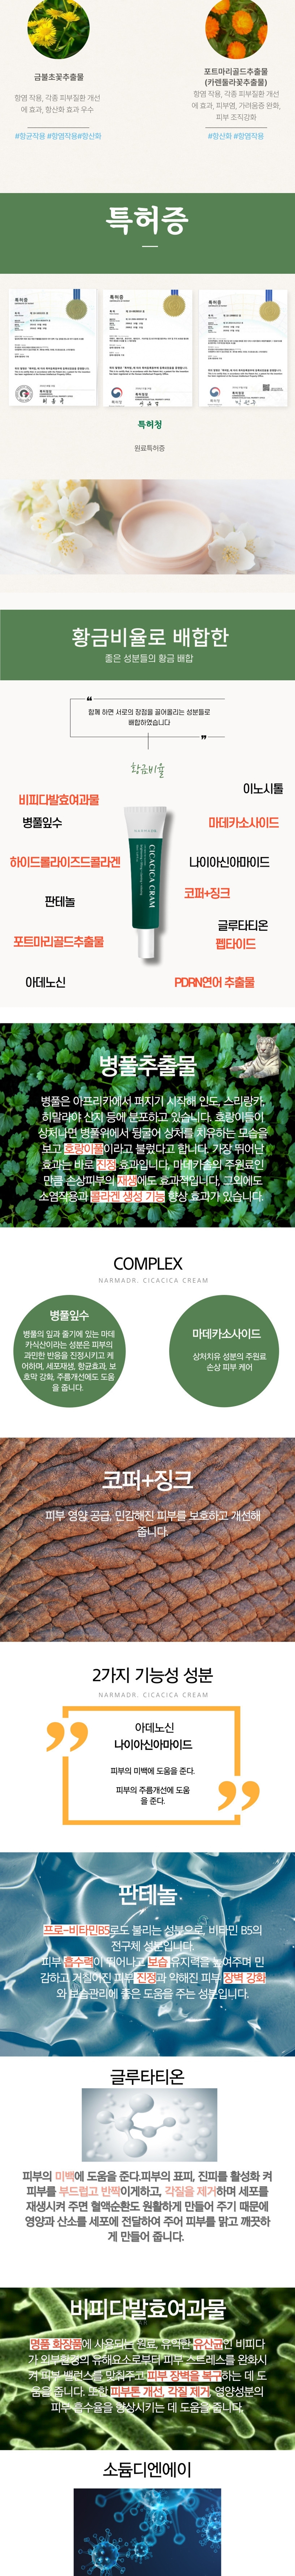 금불초꽃추출물
항염 작용, 각종 피부질환 개선
에 효과, 항산화 효과 우수
#항균작용 #항염작용#항산화
포트마리골드추출물
(카렌둘라꽃추출물)
항염 작용, 각종 피부질환 개선
에 효과, 피부염, 가려움증 완화,
피부 조직강화
#항산화 #항염작용
특허증
특허증
특허증
특허증
특허청
원료특허증
황금비율로 배합한
좋은 성분들의 황금 배합
함께 하면 서로의 장점을 끌어올리는 성분들로
배합하였습니다
황금비율
이노시톨
비피다발효여과물
병풀잎수
마데카소사이드
하이드롤라이즈드콜라겐
나이아신아마이드
코퍼+징크
판테놀
글루타티온
포트마리골드추출물
펩타이드
아데노신
PDRN연어 추출물
NARMADR.
CICACICA CRAM
병풀추출물
병풀은 아프리카에서 퍼지기 시작해 인도, 스리랑카,
히말라야 산지 등에 분포하고 있습니다. 호랑이들이
상처나면 병풀위에서 뒹굴어 상처를 치유하는 모습을
보고 호랑이풀이라고 불렸다고 합니다. 가장 뛰어난
효과는 바로 진정 효과입니다. 마데카솔의 주원료인
만큼 손상피부의 재생에도 효과적입니다. 그외에도
소염작용과 콜라겐 생성 기능 향상 효과가 있습니다.
COMPLEX
NARMADR. CICACICA CREAM
병풀잎수
병풀의 잎과 줄기에 있는 마데
카식산이라는 성분은 피부의
과민한 반응을 진정시키고 케
어하며, 세포재생, 항균효과, 보
호막 강화, 주름개선에도 도움
을 줍니다.
마데카소사이드
상처치유 성분의 주원료
손상 피부 케어
코퍼+징크
피부 영양 공급, 민감해진 피부를 보호하고 개선해
줍니다.
2가지 기능성 성분
NARMADR. CICACICA CREAM
아데노신
나이아신아마이드
피부의 미백에 도움을 준다.
피부의 주름개선에 도움
을 준다.
판테놀
프로-비타민B5로도 불리는 성분으로, 비타민 B5의
전구체 성분입니다.
피부 흡수력이 뛰어나고 보습 유지력을 높여주며 민
감하고 거칠어진 피부 진정과 약해진 피부 장벽 강화
와 보습관리에 좋은 도움을 주는 성분입니다.
글루타티온
피부의 미백에 도움을 준다.피부의 표피, 진피를 활성화 켜
피부를 부드럽고 반짝이게하고, 각질을 제거하며 세포를
재생시켜 주면 혈액순환도 원활하게 만들어 주기 때문에
영양과 산소를 세포에 전달하여 주어 피부를 맑고 깨끗하
게 만들어 줍니다.
비피다발효여과물
명품 화장품에 사용되는 원료, 유익한 유산균인 비피다
가 외부환경의 유해요소로부터 피부 스트레스를 완화시
켜 피부 밸런스를 맞춰주고 피부 장벽을 복구하는 데 도
움을 줍니다. 또한 피부톤 개선, 각질 제거, 영양성분의
피부 흡수율을 향상시키는 데 도움을 줍니다.
소듐디엔에이